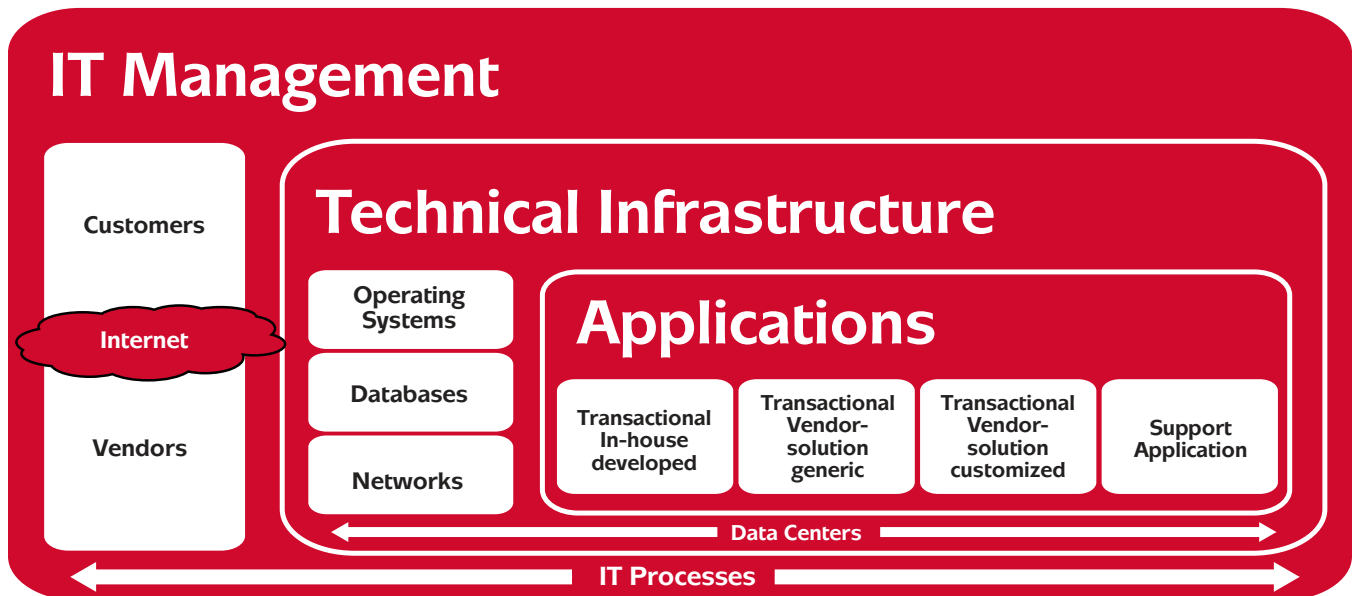 IT Management
Customers
Internet
Vendors
Technical Infrastructure
Operating
Systems
Databases
Networks
Applications
Transactional
In-house
developed
Transactional
Vendor-
solution
generic
Transactional
Vendor-
solution
customized
Support
Application
Data Centers
IT Processes